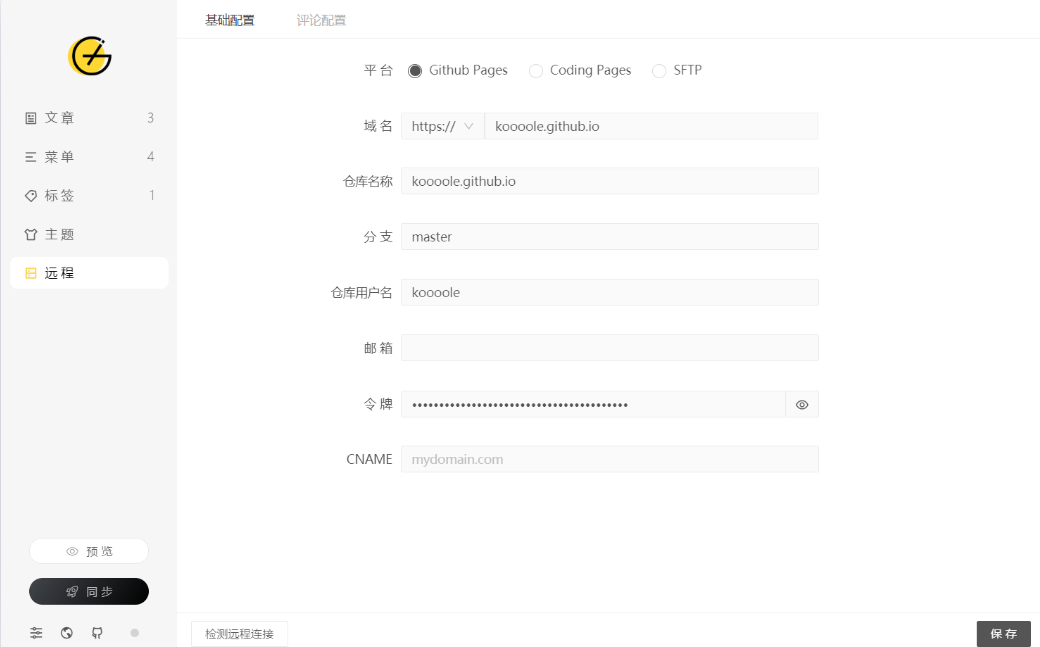 基础配置 评论配置
平台 Github Pages Coding Pages SFTP
文章 3
域名 https:// koooole.github.io
菜单 4
仓库名称 koooole.github.io
标签 1
主题
分支 master
远程
仓库用户名 koooole
邮箱
令牌 ••••••••••••••••••••••••••••••••••••••••
CNAME mydomain.com
预览
同步
检测远程连接 保存